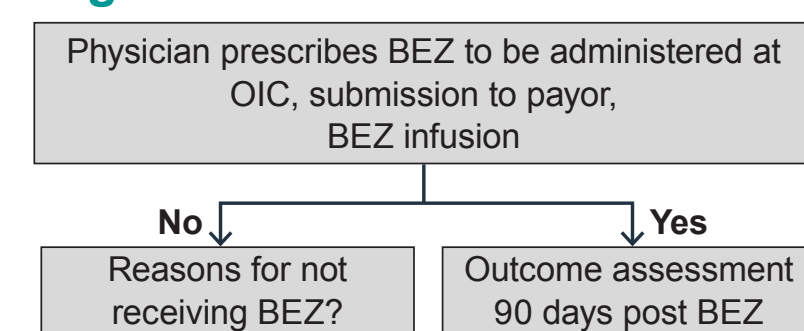 Physician prescribes BEZ to be administered at
OIC, submission to payor,
BEZ infusion
No
Yes
Reasons for not
receiving BEZ?
Outcome assessment
90 days post BEZ